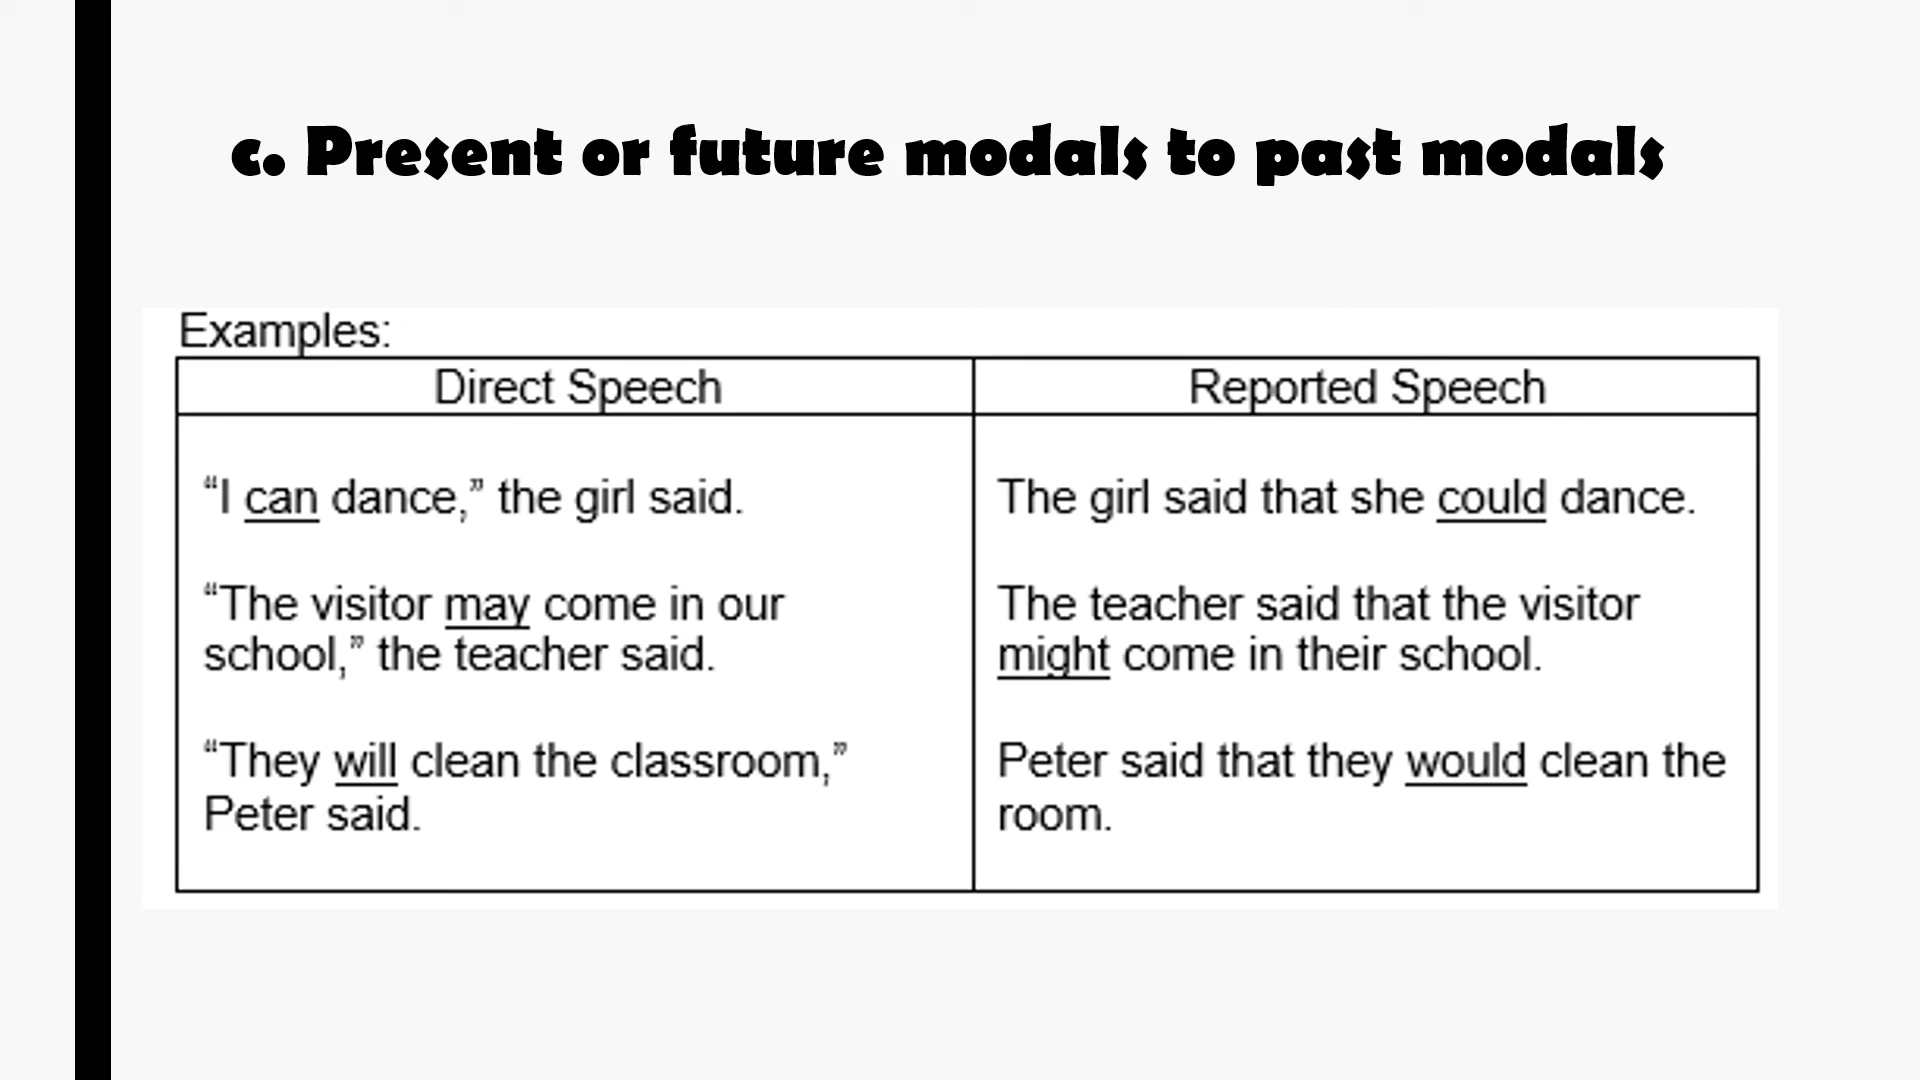 c. Present or future modals to past modals
Examples:
Direct Speech
Reported Speech
“I can dance,” the girl said.
The girl said that she could dance.
“The visitor may come in our
school,” the teacher said.
The teacher said that the visitor
might come in their school.
“They will clean the classroom,”
Peter said.
Peter said that they would clean the
room.